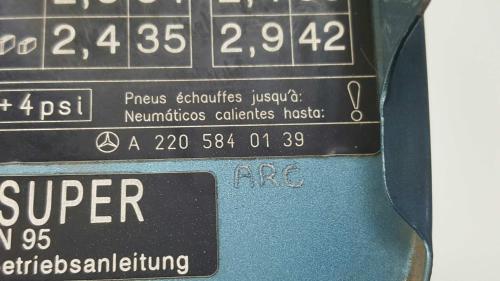 2,4 35 2,9 42
+4psi
Pneus échauffes jusqu'à:
Neumáticos calientes hasta: !
A 220 584 01 39
ARC
SUPER
N 95
etriebsanleitung